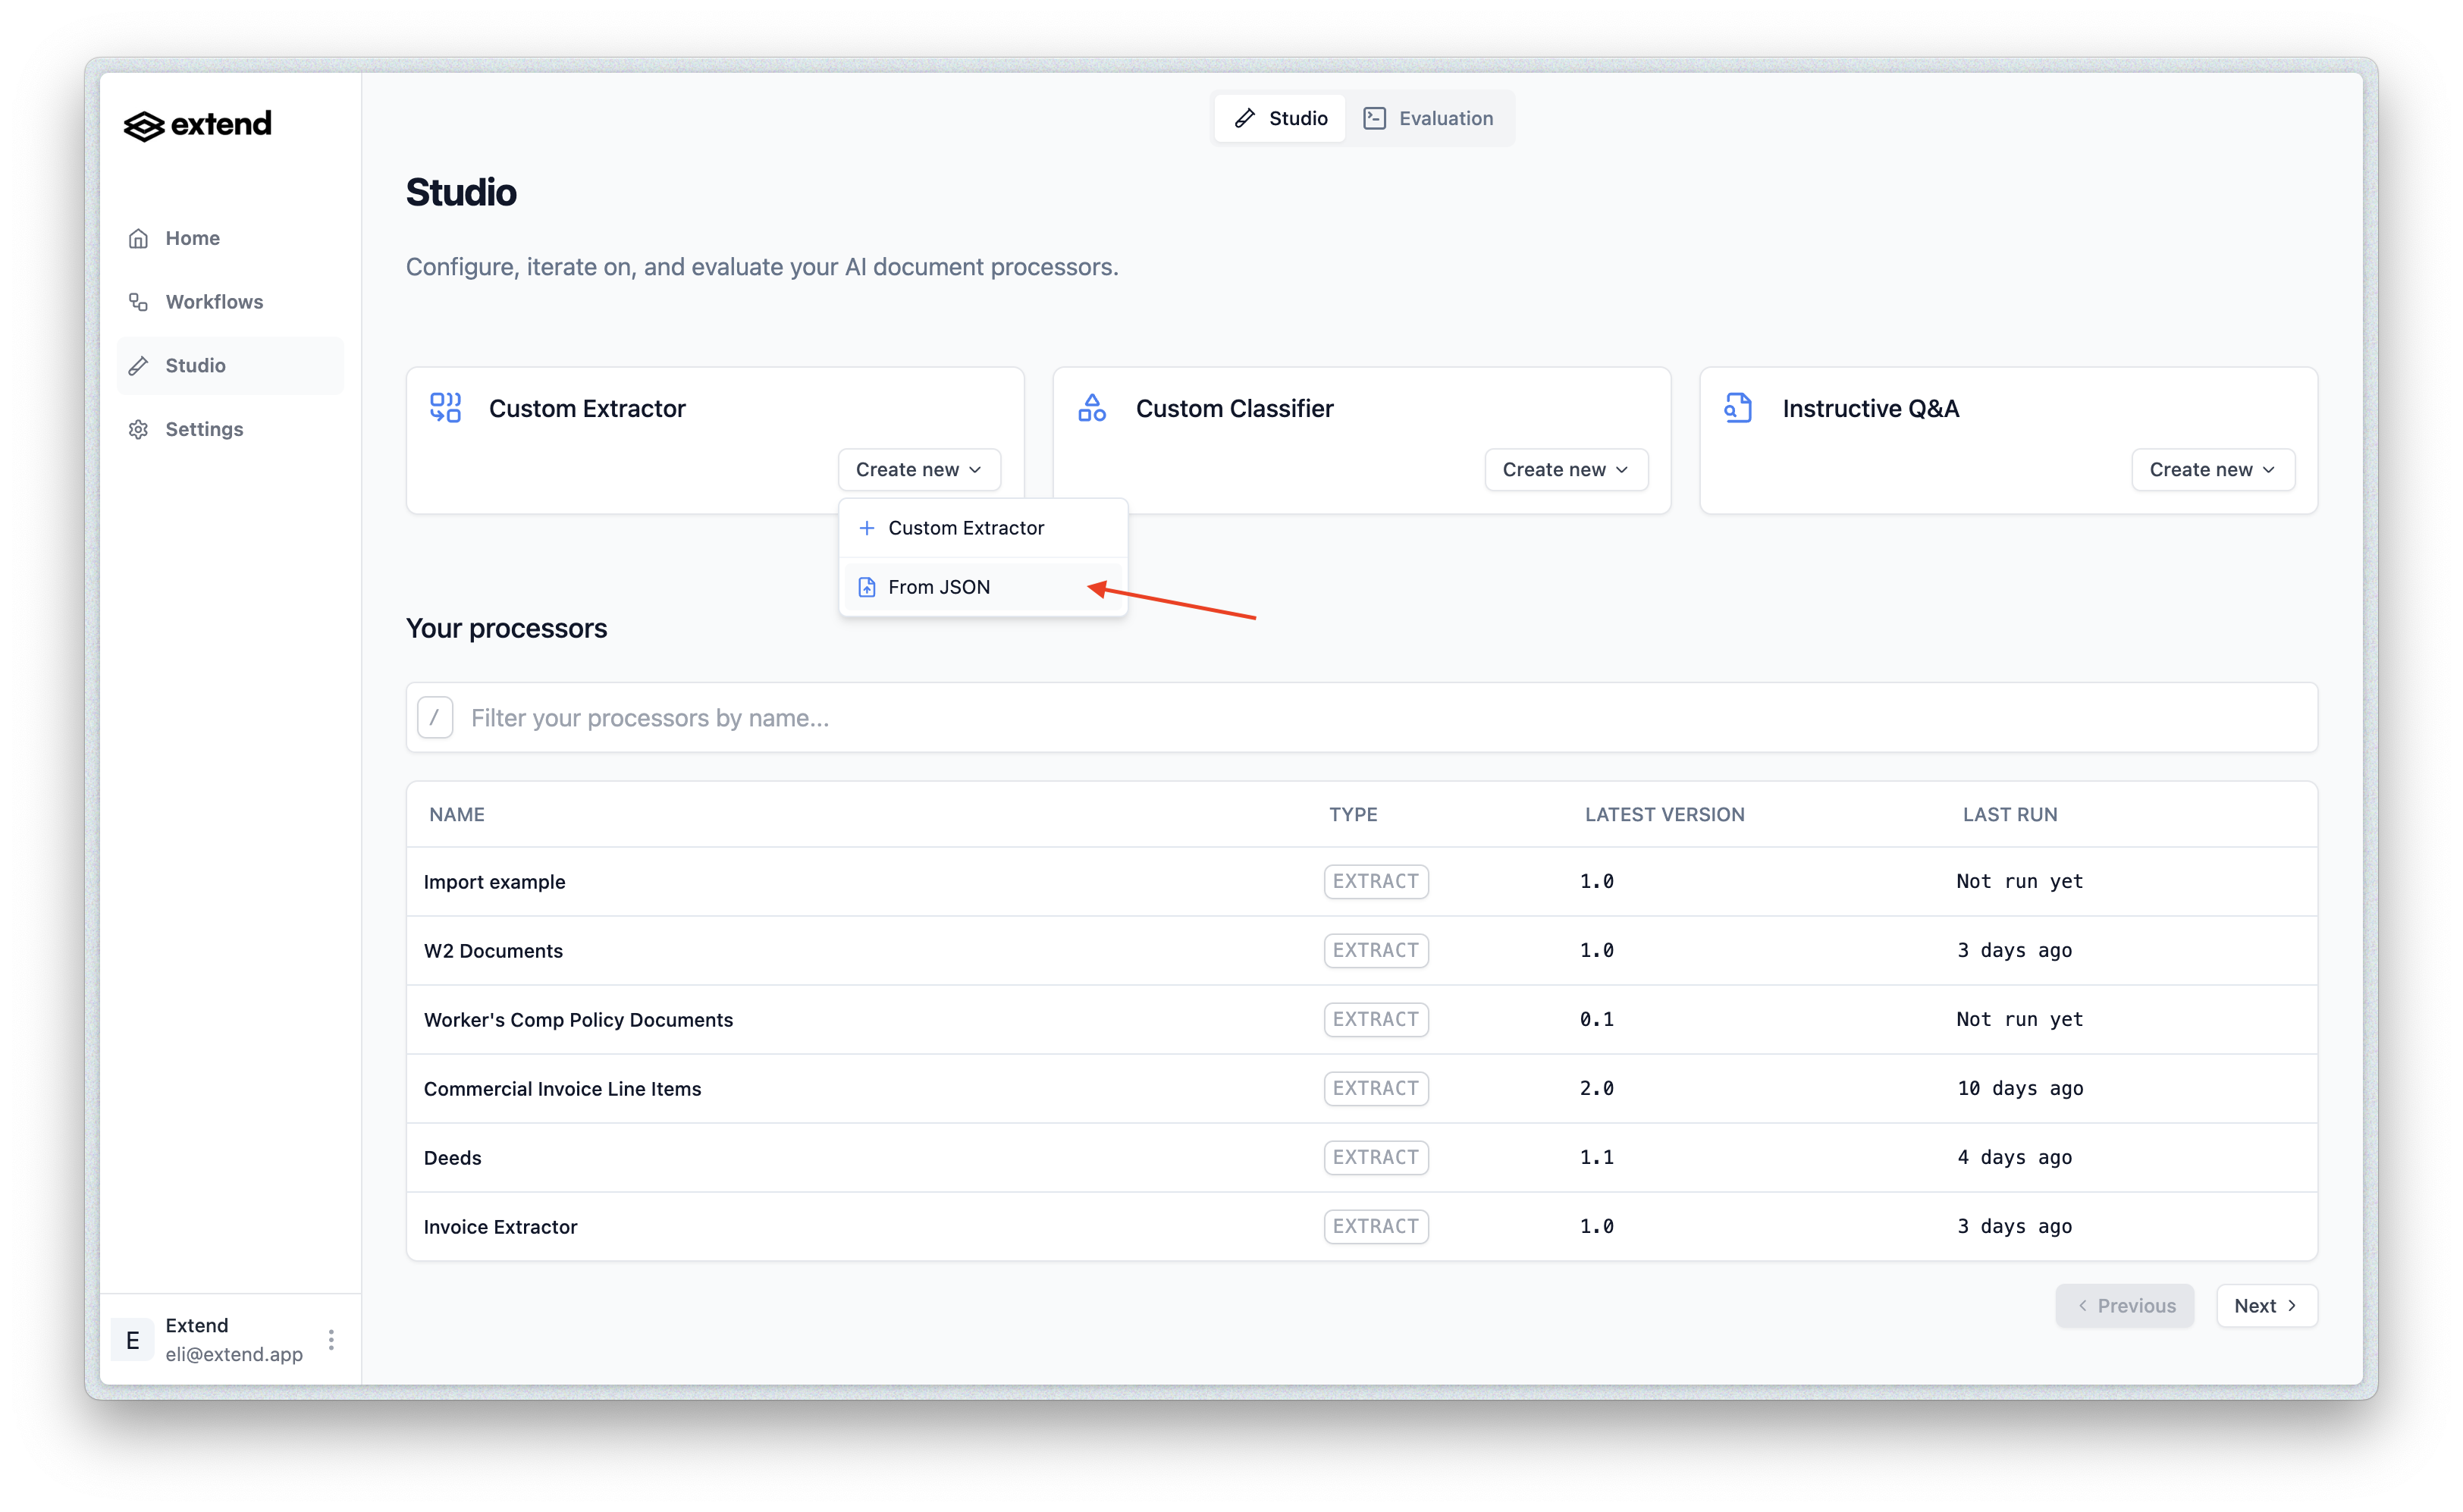 extend
Home
Workflows
Studio
Settings
Studio
Evaluation
Studio
Configure, iterate on, and evaluate your AI document processors.
Custom Extractor
Create new
Custom Classifier
Create new
Instructive Q&A
Create new
Custom Extractor
From JSON
Your processors
/ Filter your processors by name...
NAME TYPE LATEST VERSION LAST RUN
Import example EXTRACT 1.0 Not run yet
W2 Documents EXTRACT 1.0 3 days ago
Worker's Comp Policy Documents EXTRACT 0.1 Not run yet
Commercial Invoice Line Items EXTRACT 2.0 10 days ago
Deeds EXTRACT 1.1 4 days ago
Invoice Extractor EXTRACT 1.0 3 days ago
Previous Next
E
Extend
eli@extend.app